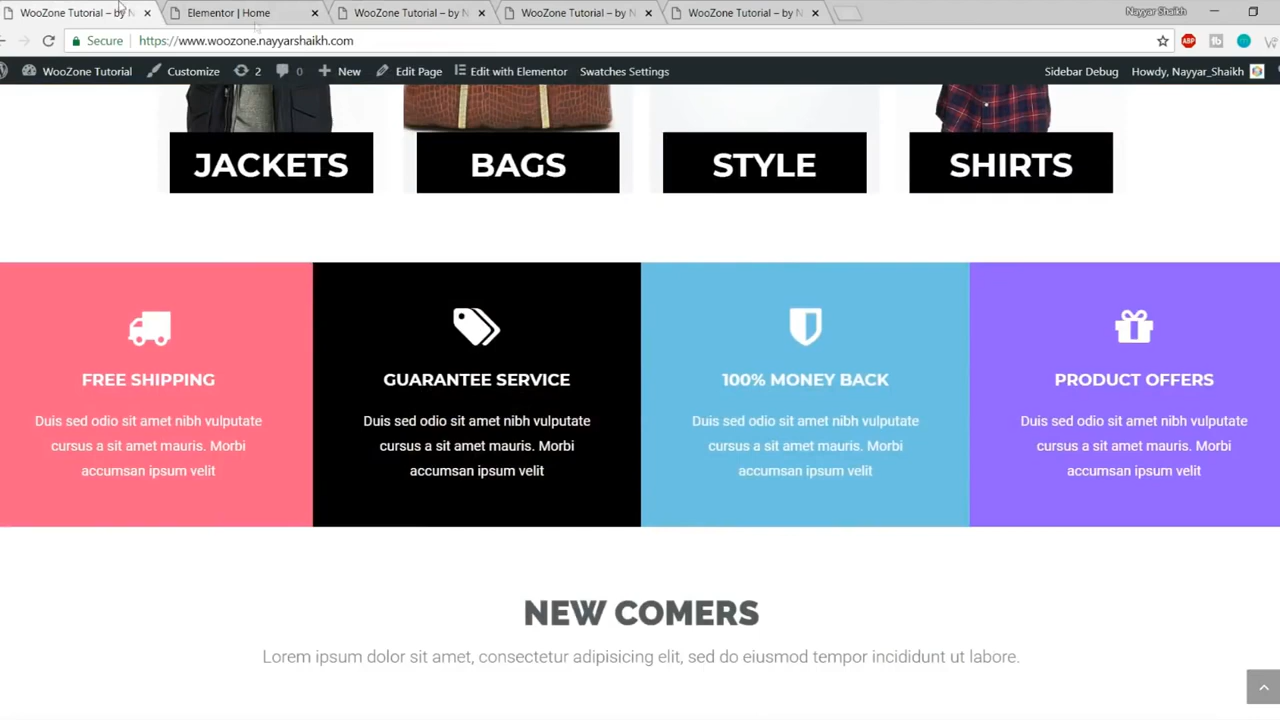 WooZone Tutorial – by N
Elementor | Home
WooZone Tutorial – by N
WooZone Tutorial – by N
WooZone Tutorial – by N
Nayyar Shaikh
Secure
https://www.woozone.nayyarshaikh.com
ABP
WooZone Tutorial
Customize
2
0
New
Edit Page
Edit with Elementor
Swatches Settings
Sidebar Debug
Howdy, Nayyar_Shaikh
JACKETS
BAGS
STYLE
SHIRTS
FREE SHIPPING
Duis sed odio sit amet nibh vulputate
cursus a sit amet mauris. Morbi
accumsan ipsum velit
GUARANTEE SERVICE
Duis sed odio sit amet nibh vulputate
cursus a sit amet mauris. Morbi
accumsan ipsum velit
100% MONEY BACK
Duis sed odio sit amet nibh vulputate
cursus a sit amet mauris. Morbi
accumsan ipsum velit
PRODUCT OFFERS
Duis sed odio sit amet nibh vulputate
cursus a sit amet mauris. Morbi
accumsan ipsum velit
NEW COMERS
Lorem ipsum dolor sit amet, consectetur adipisicing elit, sed do eiusmod tempor incididunt ut labore.